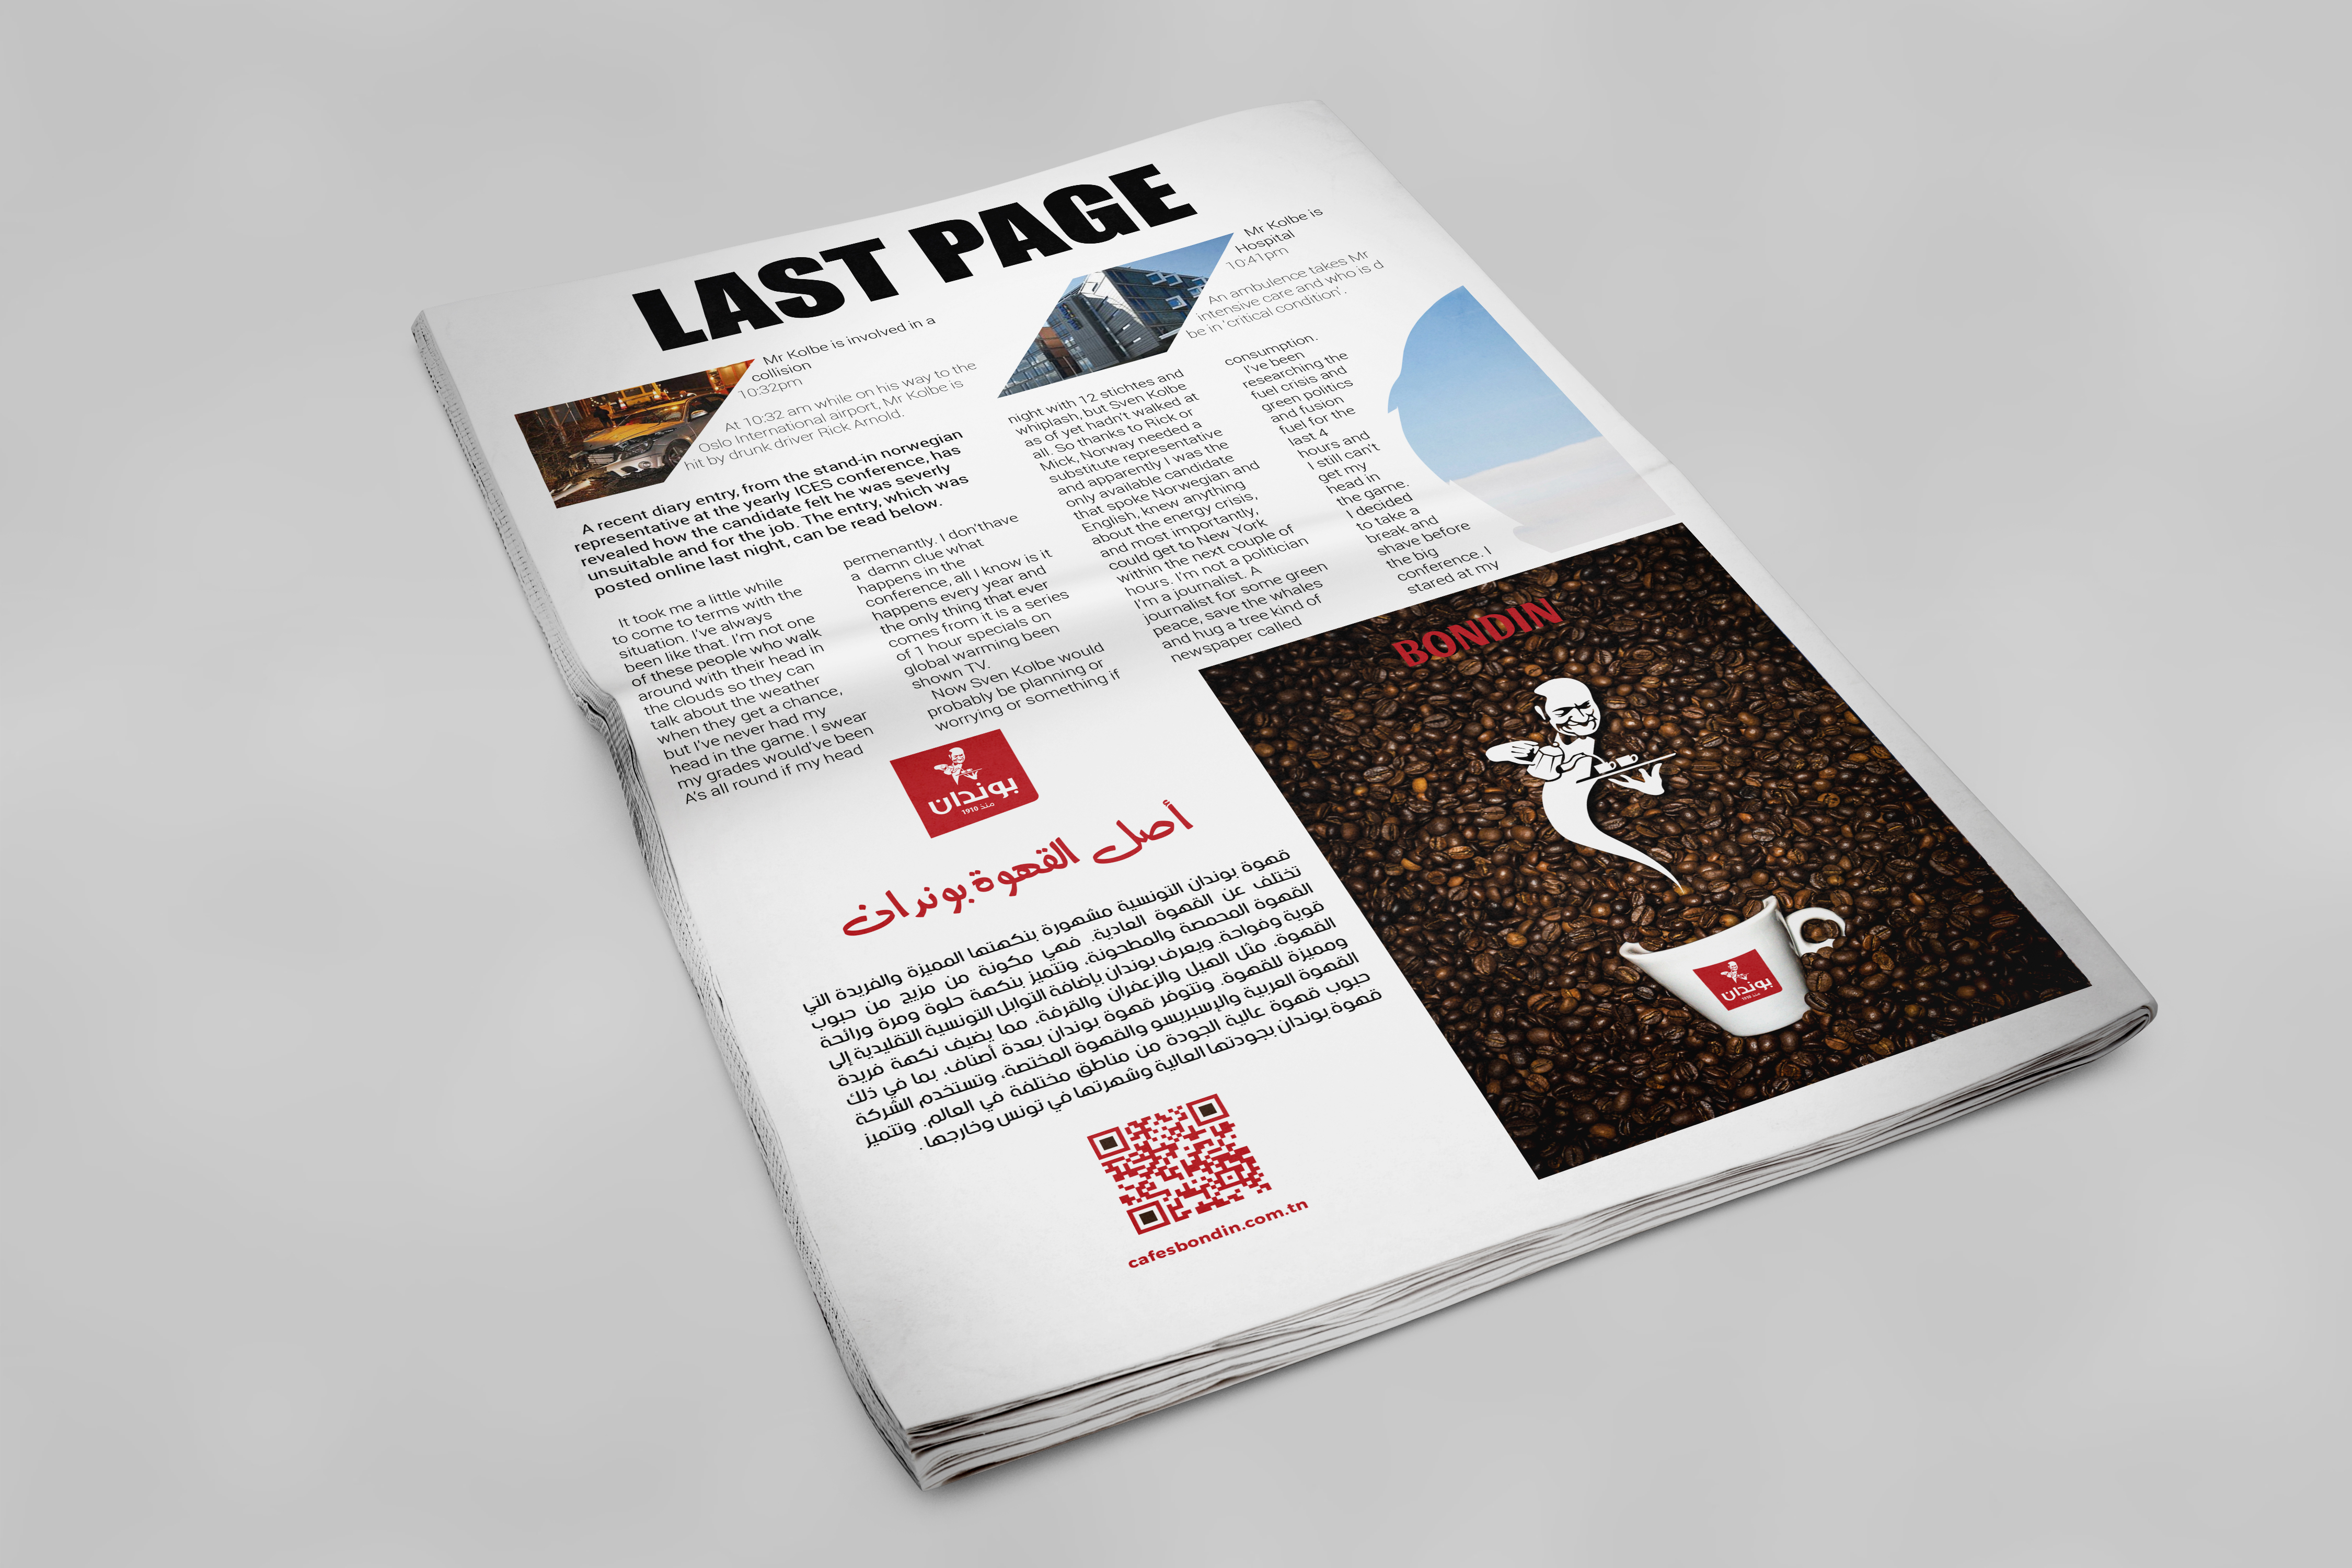 LAST PAGE
Mr Kolbe is involved in a
collision
10:32pm
At 10:32 am while on his way to the
Oslo International airport, Mr Kolbe is
hit by drunk driver Rick Arnold.
Mr Kolbe is
Hospital
10:41pm
An ambulence takes Mr
intensive care and who is d
be in 'critical condition'.
A recent diary entry, from the stand-in norwegian
representative at the yearly ICES conference, has
revealed how the candidate felt he was severly
unsuitable and for the job. The entry, which was
posted online last night, can be read below.
It took me a little while
to come to terms with the
situation. I've always
been like that. I'm not one
of these people who walk
around with their head in
the clouds so they can
talk about the weather
when they get a chance,
but I've never had my
head in the game. I swear
my grades would've been
A's all round if my head
permenantly. I don'thave
a damn clue what
happens in the
conference, all I know is it
happens every year and
the only thing that ever
comes from it is a series
of 1 hour specials on
global warming been
shown TV.
Now Sven Kolbe would
probably be planning or
worrying or something if
night with 12 stichtes and
whiplash, but Sven Kolbe
as of yet hadn't walked at
all. So thanks to Rick or
Mick, Norway needed a
substitute representative
and apparently I was the
only available candidate
that spoke Norwegian and
English, knew anything
about the energy crisis,
and most importantly,
could get to New York
within the next couple of
hours. I'm not a politician
I'm a journalist. A
journalist for some green
peace, save the whales
and hug a tree kind of
newspaper called
consumption.
I've been
researching the
fuel crisis and
green politics
and fusion
fuel for the
last 4
hours and
I still can't
get my
head in
the game.
I decided
to take a
break and
shave before
the big
conference. I
stared at my
بوندان
منذ 1910
أصل القهوة بوندان
قهوة بوندان التونسية مشهورة بنكهتها المميزة والفريدة التي
تختلف عن القهوة العادية. فهي مكونة من مزيج من حبوب
القهوة المحمصة والمطحونة، وتتميز بنكهة حلوة ومرة ورائحة
قوية وفواحة. ويعرف بوندان بإضافة التوابل التونسية التقليدية إلى
القهوة، مثل الهيل والزعفران والقرفة، مما يضيف نكهة فريدة
ومميزة للقهوة. وتتوفر قهوة بوندان بعدة أصناف، بما في ذلك
القهوة العربية والإسبريسو والقهوة المختصة، وتستخدم الشركة
حبوب قهوة عالية الجودة من مناطق مختلفة في العالم. وتتميز
قهوة بوندان بجودتها العالية وشهرتها في تونس وخارجها.
cafesbondin.com.tn
BONDIN
بوندان
منذ 1910